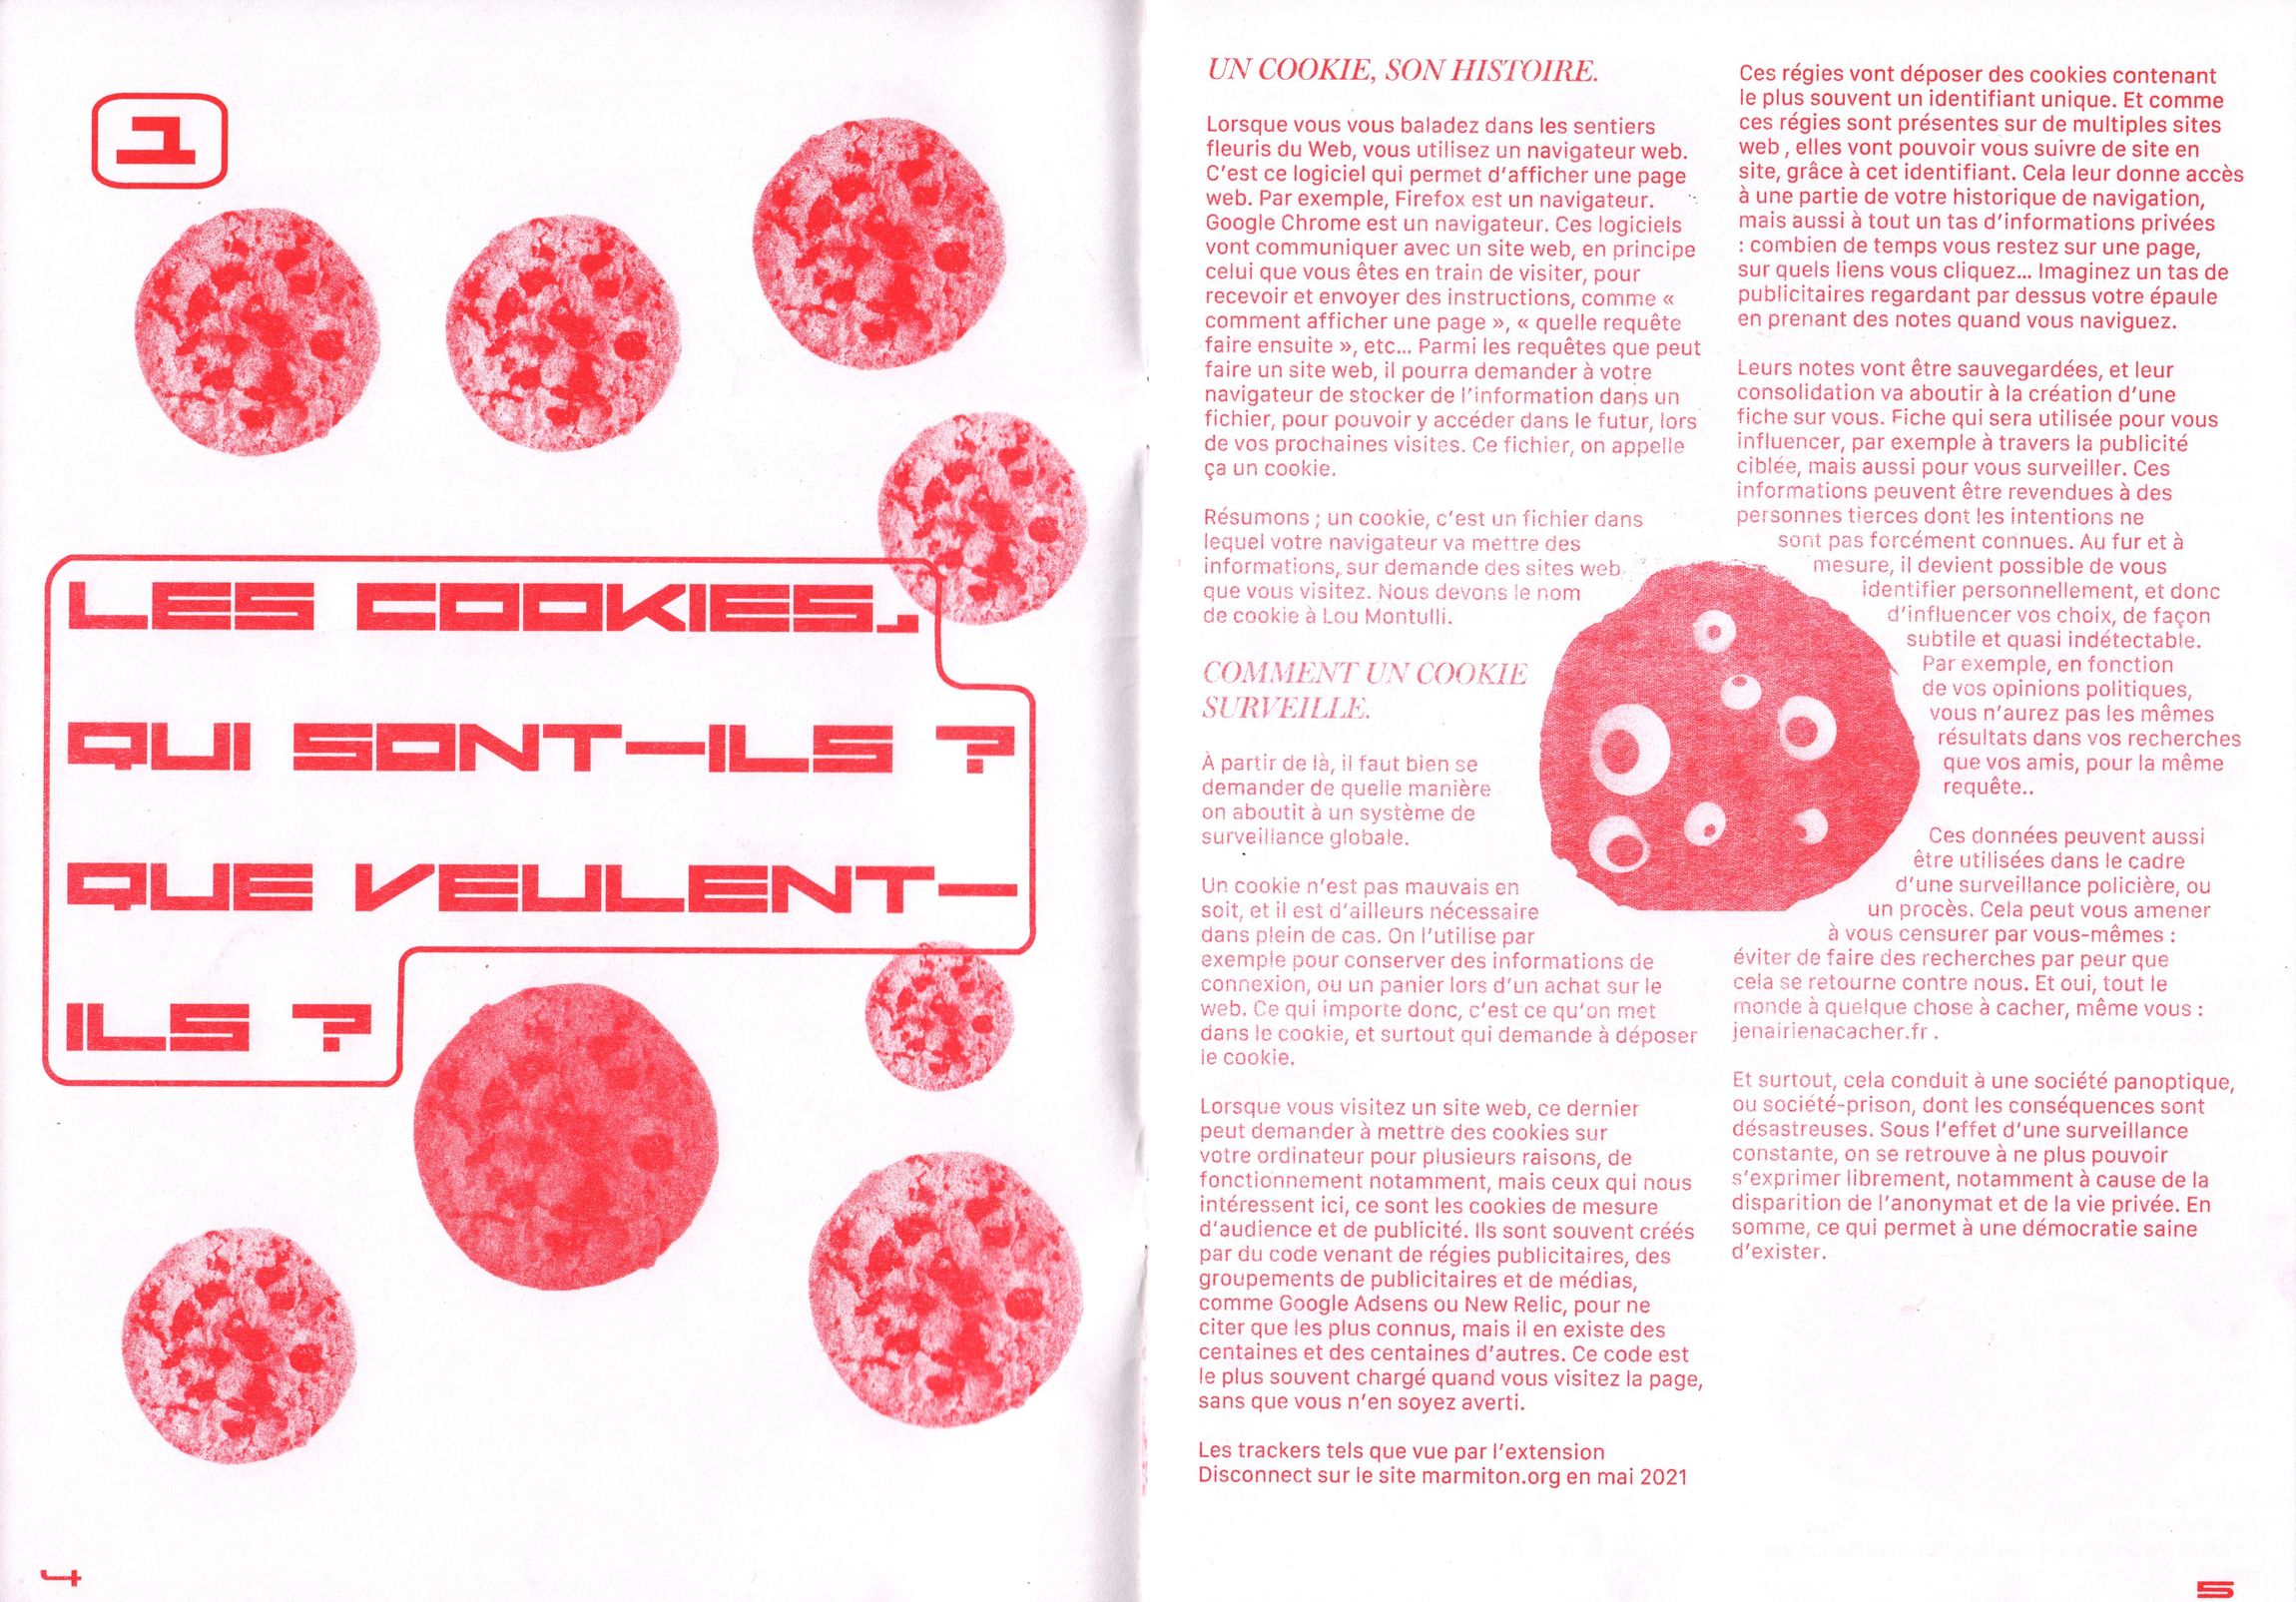 1
LES COOKIES,
QUI SONT-ILS ?
QUE VEULENT-
ILS ?
4
UN COOKIE, SON HISTOIRE.
Lorsque vous vous baladez dans les sentiers
fleuris du Web, vous utilisez un navigateur web.
C'est ce logiciel qui permet d'afficher une page
web. Par exemple, Firefox est un navigateur.
Google Chrome est un navigateur. Ces logiciels
vont communiquer avec un site web, en principe
celui que vous êtes en train de visiter, pour
recevoir et envoyer des instructions, comme «
comment afficher une page », « quelle requête
faire ensuite », etc... Parmi les requêtes que peut
faire un site web, il pourra demander à votre
navigateur de stocker de l'information dans un
fichier, pour pouvoir y accéder dans le futur, lors
de vos prochaines visites. Ce fichier, on appelle
ça un cookie.
Résumons ; un cookie, c'est un fichier dans
lequel votre navigateur va mettre des
informations, sur demande des sites web
que vous visitez. Nous devons le nom
de cookie à Lou Montulli.
COMMENT UN COOKIE
SURVEILLE.
À partir de là, il faut bien se
demander de quelle manière
on aboutit à un système de
surveillance globale.
Un cookie n'est pas mauvais en
soit, et il est d'ailleurs nécessaire
dans plein de cas. On l'utilise par
exemple pour conserver des informations de
connexion, ou un panier lors d'un achat sur le
web. Ce qui importe donc, c'est ce qu'on met
dans le cookie, et surtout qui demande à déposer
le cookie.
Lorsque vous visitez un site web, ce dernier
peut demander à mettre des cookies sur
votre ordinateur pour plusieurs raisons, de
fonctionnement notamment, mais ceux qui nous
intéressent ici, ce sont les cookies de mesure
d'audience et de publicité. Ils sont souvent créés
par du code venant de régies publicitaires, des
groupements de publicitaires et de médias,
comme Google Adsens ou New Relic, pour ne
citer que les plus connus, mais il en existe des
centaines et des centaines d'autres. Ce code est
le plus souvent chargé quand vous visitez la page,
sans que vous n'en soyez averti.
Les trackers tels que vue par l'extension
Disconnect sur le site marmiton.org en mai 2021
Ces régies vont déposer des cookies contenant
le plus souvent un identifiant unique. Et comme
ces régies sont présentes sur de multiples sites
web , elles vont pouvoir vous suivre de site en
site, grâce à cet identifiant. Cela leur donne accès
à une partie de votre historique de navigation,
mais aussi à tout un tas d'informations privées
: combien de temps vous restez sur une page,
sur quels liens vous cliquez... Imaginez un tas de
publicitaires regardant par dessus votre épaule
en prenant des notes quand vous naviguez.
Leurs notes vont être sauvegardées, et leur
consolidation va aboutir à la création d'une
fiche sur vous. Fiche qui sera utilisée pour vous
influencer, par exemple à travers la publicité
ciblée, mais aussi pour vous surveiller. Ces
informations peuvent être revendues à des
personnes tierces dont les intentions ne
sont pas forcément connues. Au fur et à
mesure, il devient possible de vous
identifier personnellement, et donc
d'influencer vos choix, de façon
subtile et quasi indétectable.
Par exemple, en fonction
de vos opinions politiques,
vous n'aurez pas les mêmes
résultats dans vos recherches
que vos amis, pour la même
requête..
Ces données peuvent aussi
être utilisées dans le cadre
d'une surveillance policière, ou
un procès. Cela peut vous amener
à vous censurer par vous-mêmes :
éviter de faire des recherches par peur que
cela se retourne contre nous. Et oui, tout le
monde à quelque chose à cacher, même vous :
jenairienacacher.fr .
Et surtout, cela conduit à une société panoptique,
ou société-prison, dont les conséquences sont
désastreuses. Sous l'effet d'une surveillance
constante, on se retrouve à ne plus pouvoir
s'exprimer librement, notamment à cause de la
disparition de l'anonymat et de la vie privée. En
somme, ce qui permet à une démocratie saine
d'exister.
5